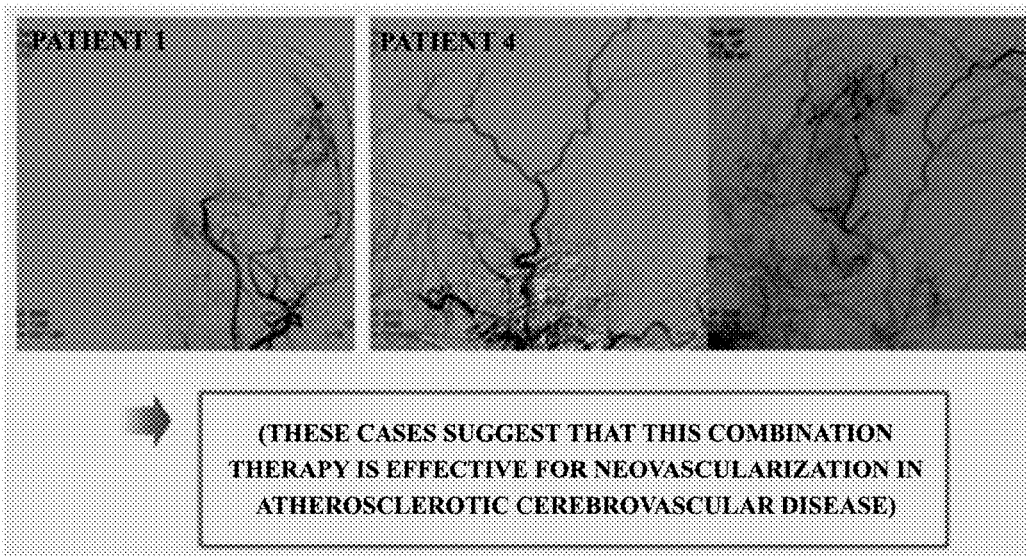 PATIENT 1
PATIENT 4
(THESE CASES SUGGEST THAT THIS COMBINATION
THERAPY IS EFFECTIVE FOR NEOVASCULARIZATION IN
ATHEROSCLEROTIC CEREBROVASCULAR DISEASE)